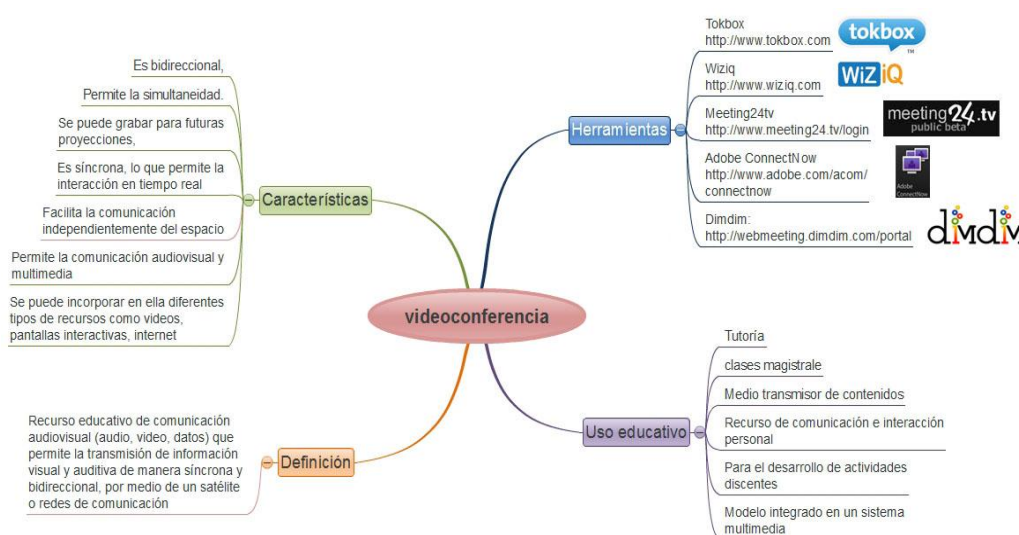 videoconferencia
Características
Es bidireccional,
Permite la simultaneidad.
Se puede grabar para futuras
proyecciones,
Es síncrona, lo que permite la
interacción en tiempo real
Facilita la comunicación
independientemente del espacio
Permite la comunicación audiovisual y
multimedia
Se puede incorporar en ella diferentes
tipos de recursos como videos,
pantallas interactivas, internet
Definición
Recurso educativo de comunicación
audiovisual (audio, video, datos) que
permite la transmisión de información
visual y auditiva de manera síncrona y
bidireccional, por medio de un satélite
o redes de comunicación
Herramientas
Tokbox
http://www.tokbox.com
tokbox
TM
Wiziq
http://www.wiziq.com
WiZiQ
Meeting24tv
http://www.meeting24.tv/login
meeting24.tv
public beta
Adobe ConnectNow
http://www.adobe.com/acom/
connectnow
Adobe
ConnectNow
Dimdim:
http://webmeeting.dimdim.com/portal
dimdim
Uso educativo
Tutoría
clases magistrale
Medio transmisor de contenidos
Recurso de comunicación e interacción
personal
Para el desarrollo de actividades
discentes
Modelo integrado en un sistema
multimedia